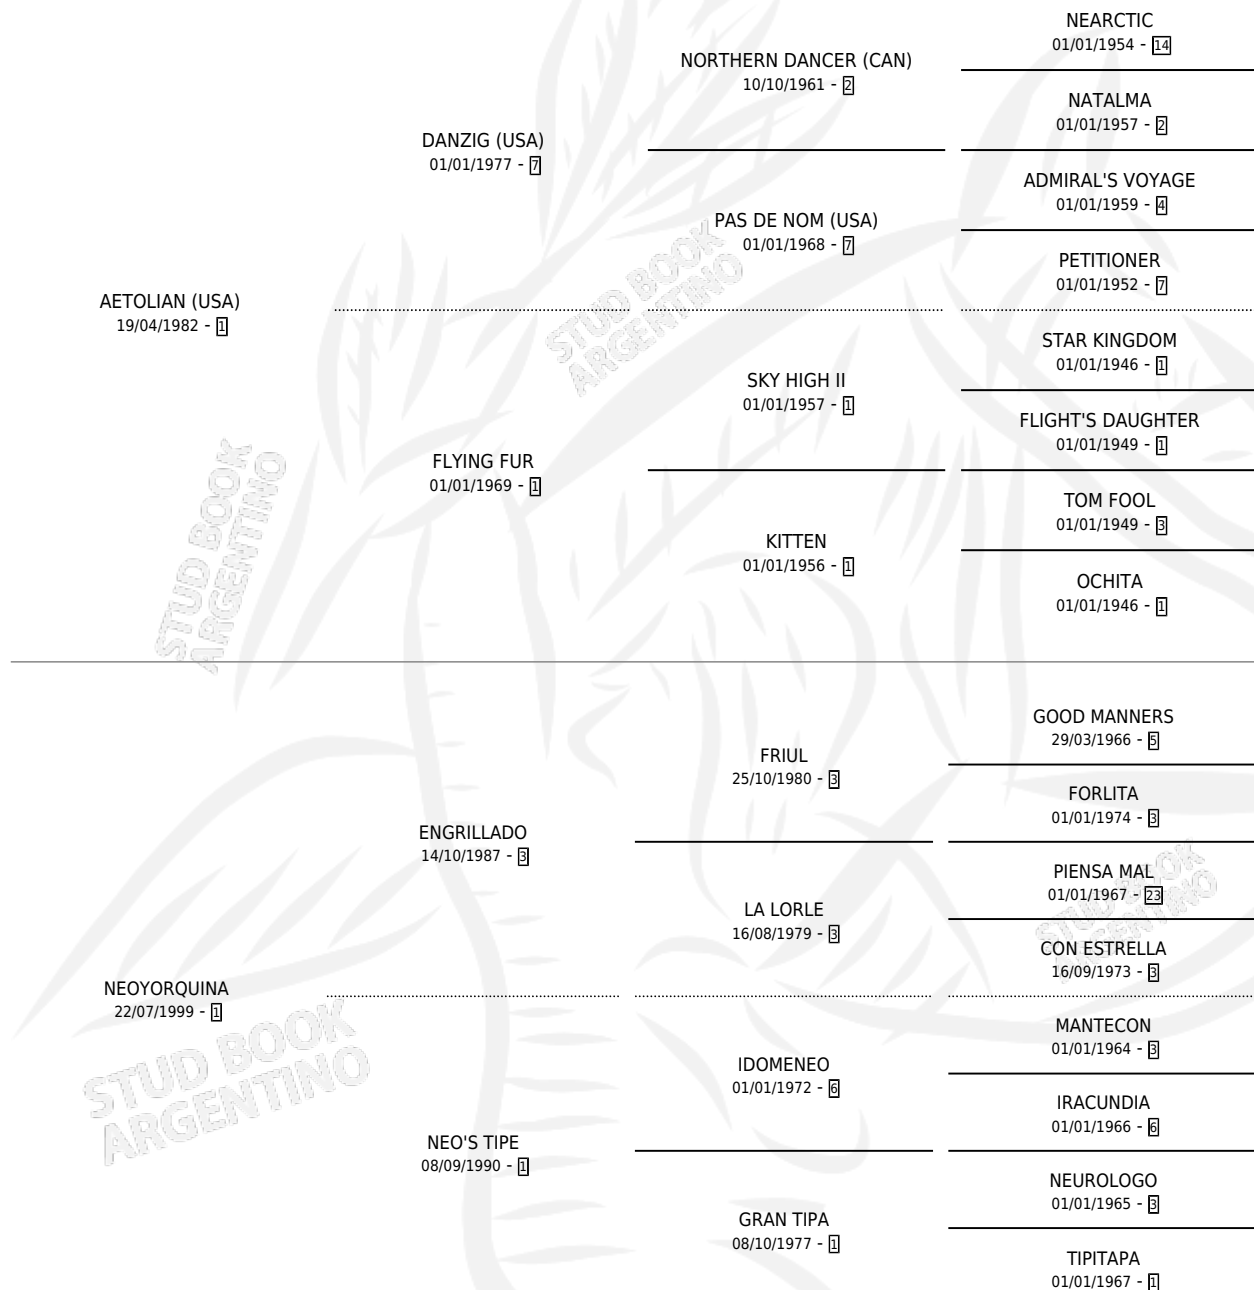 NEARCTIC
01/01/1954 - 14
NORTHERN DANCER (CAN)
10/10/1961 - 2
NATALMA
01/01/1957 - 2
DANZIG (USA)
01/01/1977 - 7
ADMIRAL'S VOYAGE
01/01/1959 - 4
PAS DE NOM (USA)
01/01/1968 - 7
PETITIONER
01/01/1952 - 7
AETOLIAN (USA)
19/04/1982 - 1
STAR KINGDOM
01/01/1946 - 1
SKY HIGH II
01/01/1957 - 1
FLIGHT'S DAUGHTER
01/01/1949 - 1
FLYING FUR
01/01/1969 - 1
TOM FOOL
01/01/1949 - 3
KITTEN
01/01/1956 - 1
OCHITA
01/01/1946 - 1
GOOD MANNERS
29/03/1966 - 5
FRIUL
25/10/1980 - 3
FORLITA
01/01/1974 - 3
ENGRILLADO
14/10/1987 - 3
PIENSA MAL
01/01/1967 - 23
LA LORLE
16/08/1979 - 3
CON ESTRELLA
16/09/1973 - 3
NEOYORQUINA
22/07/1999 - 1
MANTECON
01/01/1964 - 3
IDOMENEO
01/01/1972 - 6
IRACUNDIA
01/01/1966 - 6
NEO'S TIPE
08/09/1990 - 1
NEUROLOGO
01/01/1965 - 3
GRAN TIPA
08/10/1977 - 1
TIPITAPA
01/01/1967 - 1
STUD BOOK
ARGENTINO
STUD BOOK
ARGENTINO
STUD BOOK
ARGENTINO
STUD BOOK
ARGENTINO